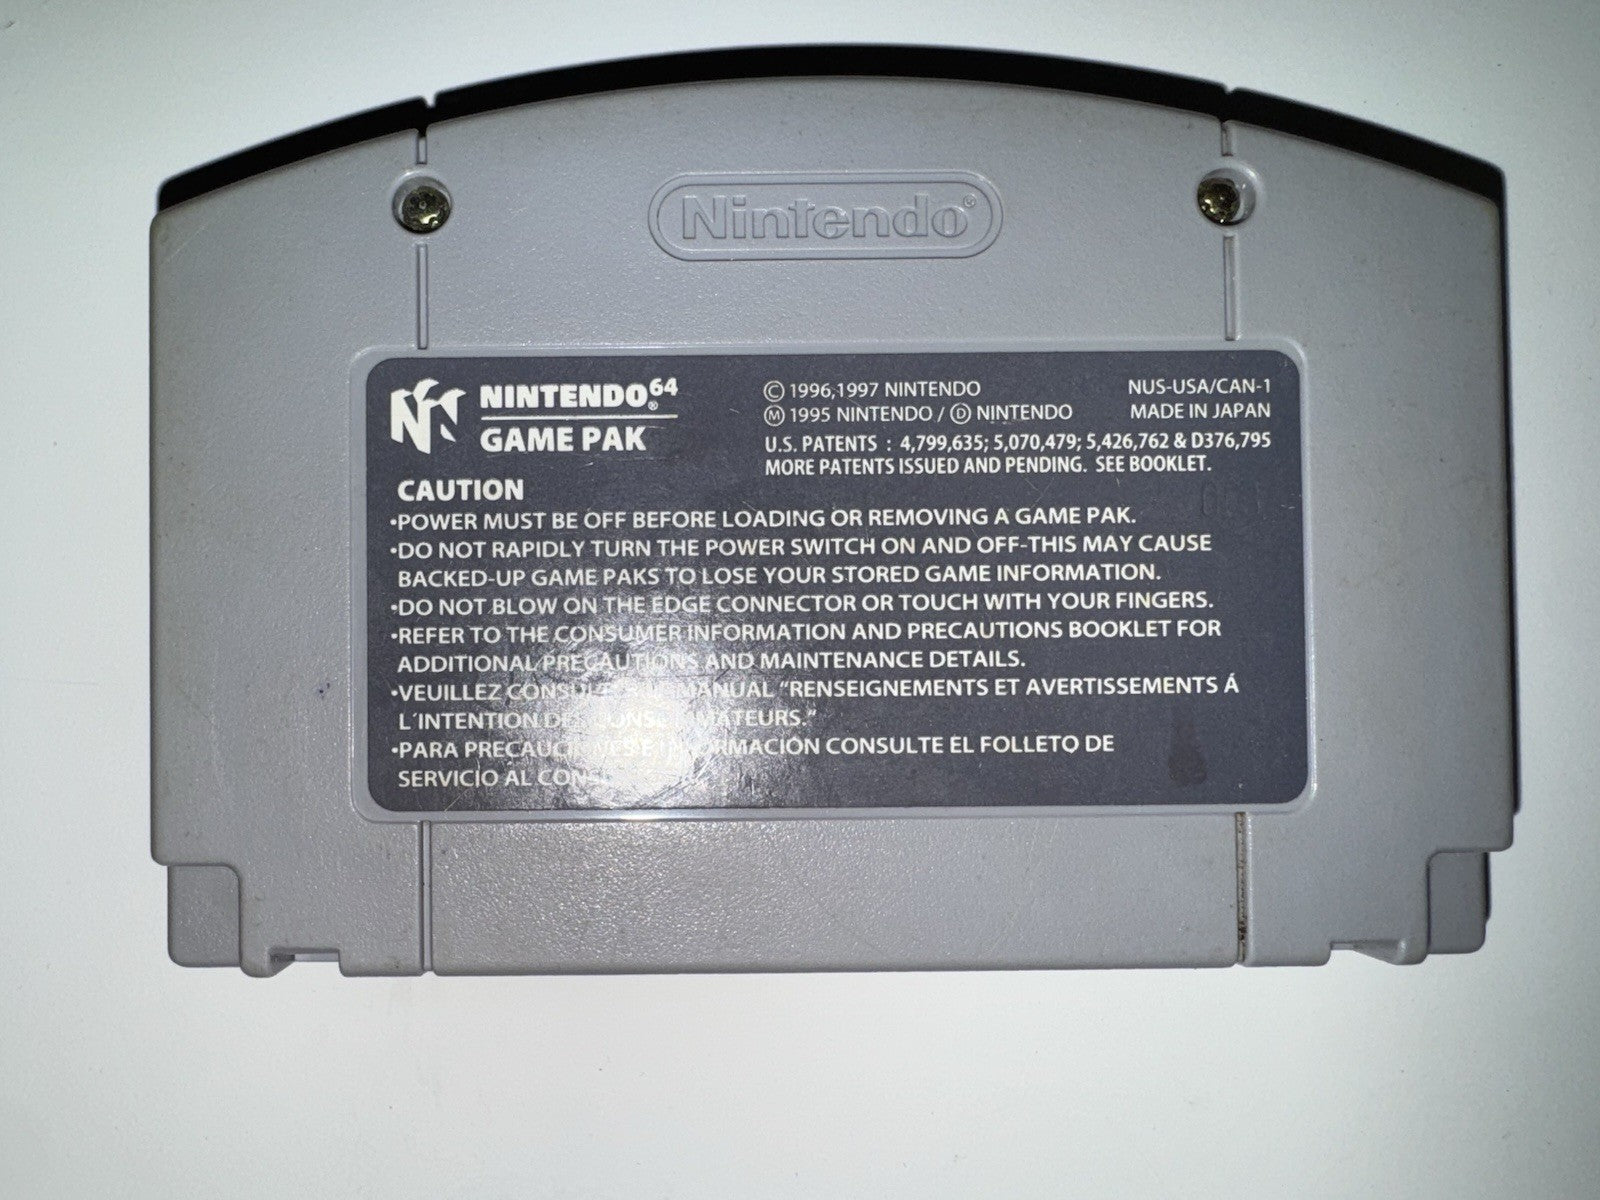 Nintendo®
NINTENDO⁶⁴®
GAME PAK
Ⓒ 1996,1997 NINTENDO
Ⓜ 1995 NINTENDO / Ⓓ NINTENDO
NUS-USA/CAN-1
MADE IN JAPAN
U.S. PATENTS : 4,799,635; 5,070,479; 5,426,762 & D376,795
MORE PATENTS ISSUED AND PENDING. SEE BOOKLET.
CAUTION
•POWER MUST BE OFF BEFORE LOADING OR REMOVING A GAME PAK.
•DO NOT RAPIDLY TURN THE POWER SWITCH ON AND OFF-THIS MAY CAUSE
BACKED-UP GAME PAKS TO LOSE YOUR STORED GAME INFORMATION.
•DO NOT BLOW ON THE EDGE CONNECTOR OR TOUCH WITH YOUR FINGERS.
•REFER TO THE CONSUMER INFORMATION AND PRECAUTIONS BOOKLET FOR
ADDITIONAL PRECAUTIONS AND MAINTENANCE DETAILS.
•VEUILLEZ MANUAL "RENSEIGNEMENTS ET AVERTISSEMENTS Á
L'INTENTION
•PARA CONSULTE EL FOLLETO DE
SERVICIO AL